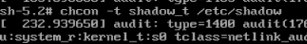 sh-5.2# chcon -t shadow_t /etc/shadow
[  232.939650] audit: type=1400 audit(17
u:system_r:kernel_t:s0 tclass=netlink_au